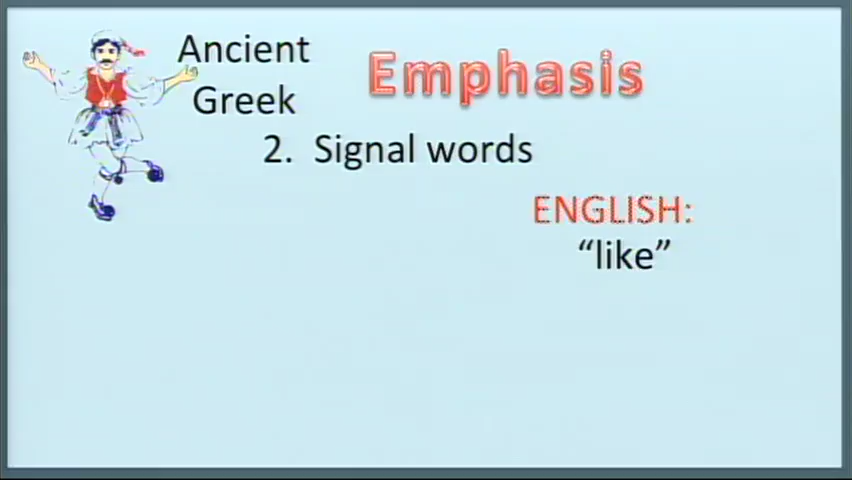 Ancient
Greek
Emphasis
2. Signal words
ENGLISH:
“like”